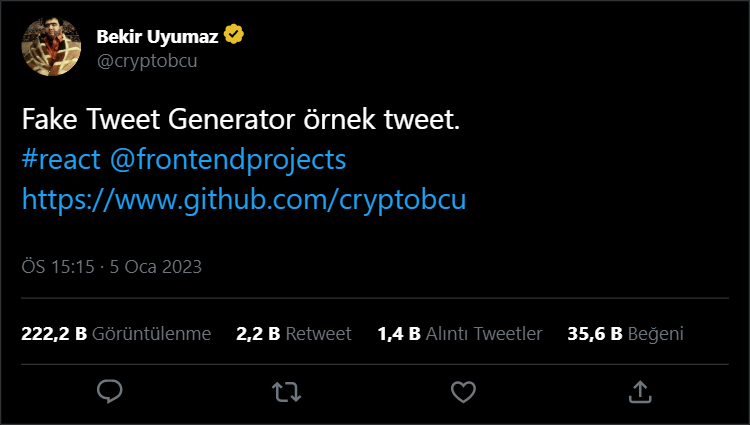 Bekir Uyumaz
@cryptobcu
Fake Tweet Generator örnek tweet.
#react @frontendprojects
https://www.github.com/cryptobcu
ÖS 15:15 · 5 Oca 2023
222,2 B Görüntülenme 2,2 B Retweet 1,4 B Alıntı Tweetler 35,6 B Beğeni